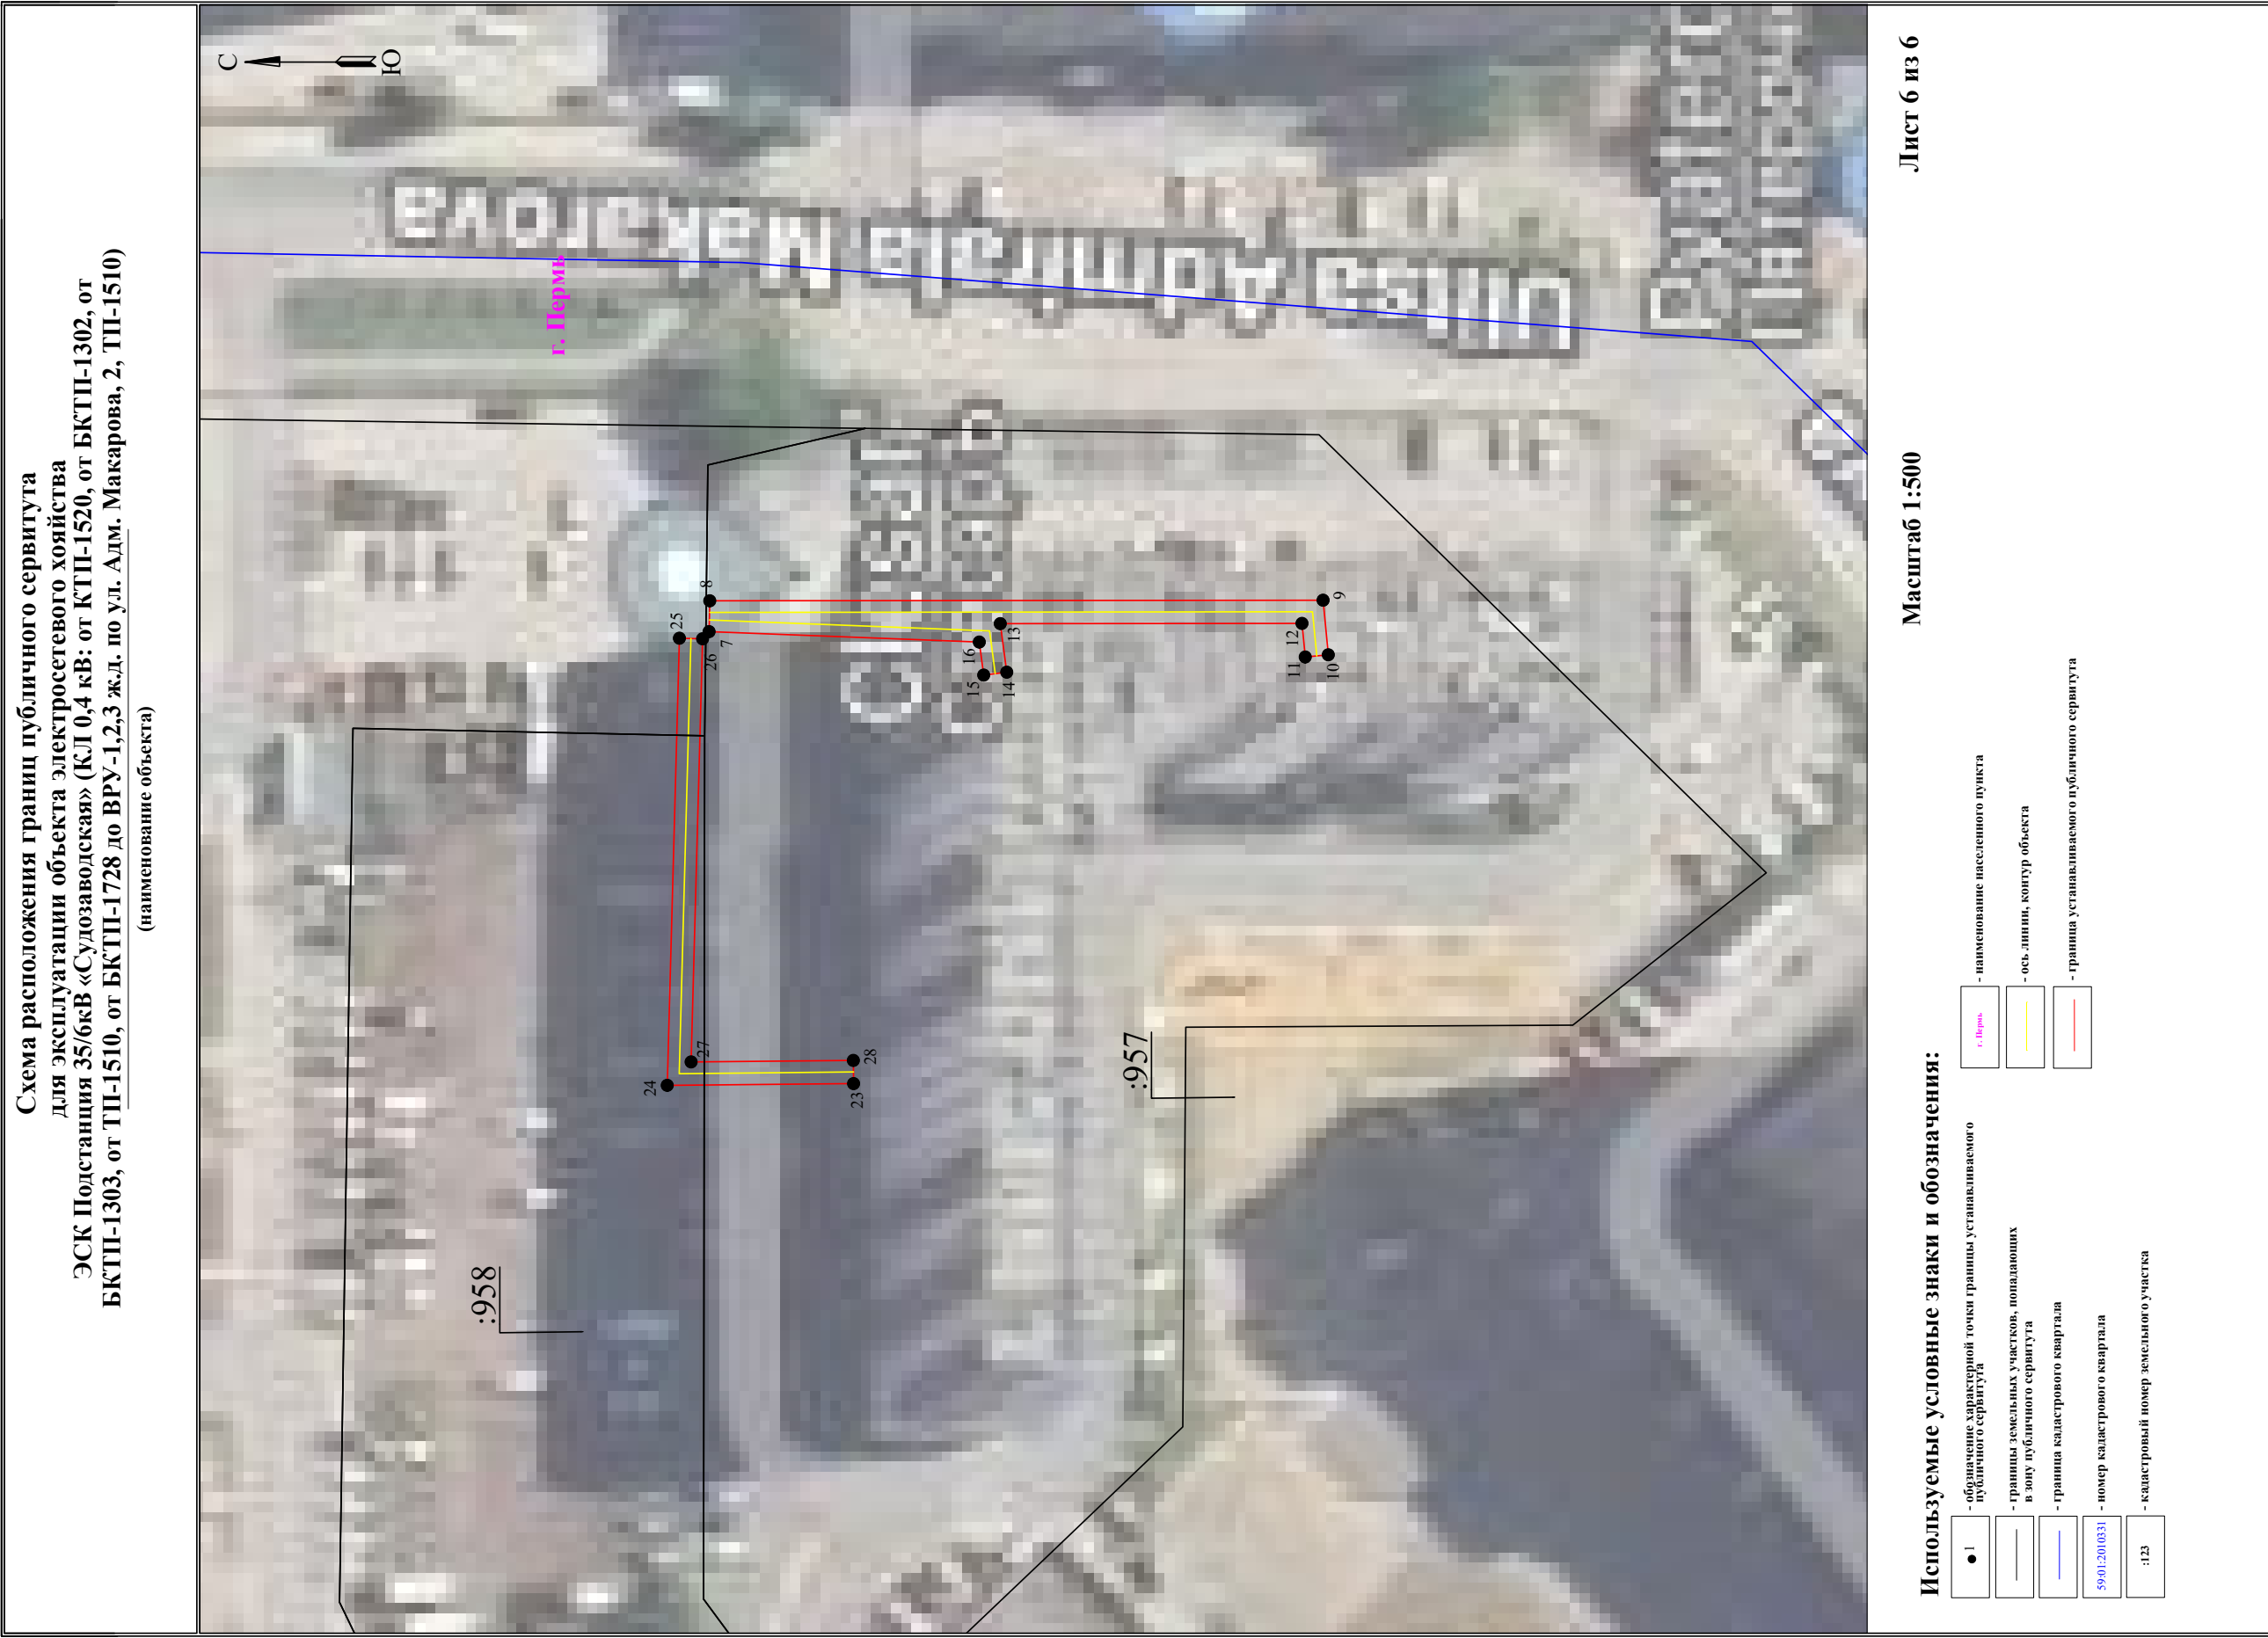 Схема расположения границ публичного сервитута
для эксплуатации объекта электросетевого хояйства
ЭСК Подстанция 35/6кВ «Судозаводская» (КЛ 0,4 кВ: от КТП-1520, от БКТП-1302, от
БКТП-1303, от ТП-1510, от БКТП-1728 до ВРУ-1,2,3 ж.д. по ул. Адм. Макарова, 2, ТП-1510)
(наименование объекта)
С
Ю
г. Пермь
:958
:957
24
27
23
28
25
26
7
8
15
16
14
13
11
12
10
9
Масштаб 1:500
Лист 6 из 6
Используемые условные знаки и обозначения:
1
- обозначение характерной точки границы устанавливаемого
публичного сервитута
- границы земельных участков, попадающих
в зону публичного сервитута
- граница кадастрового квартала
59:01:2010331
- номер кадастрового квартала
:123
- кадастровый номер земельного участка
г. Пермь
- наименование населенного пункта
- ось линии, контур объекта
- граница устанавливаемого публичного сервитута